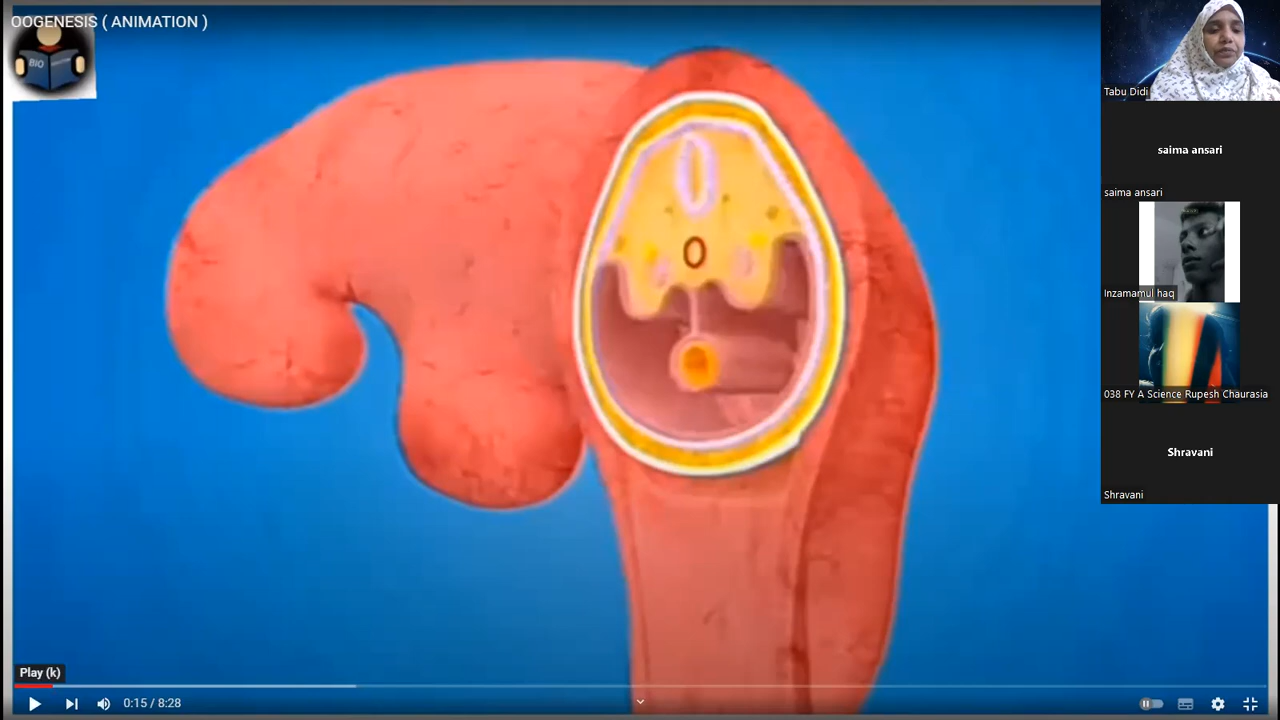 OOGENESIS ( ANIMATION )
BIO
Tabu Didi
saima ansari
saima ansari
Inzamamul haq
038 FY A Science Rupesh Chaurasia
Shravani
Shravani
Play (k)
0:15 / 8:28